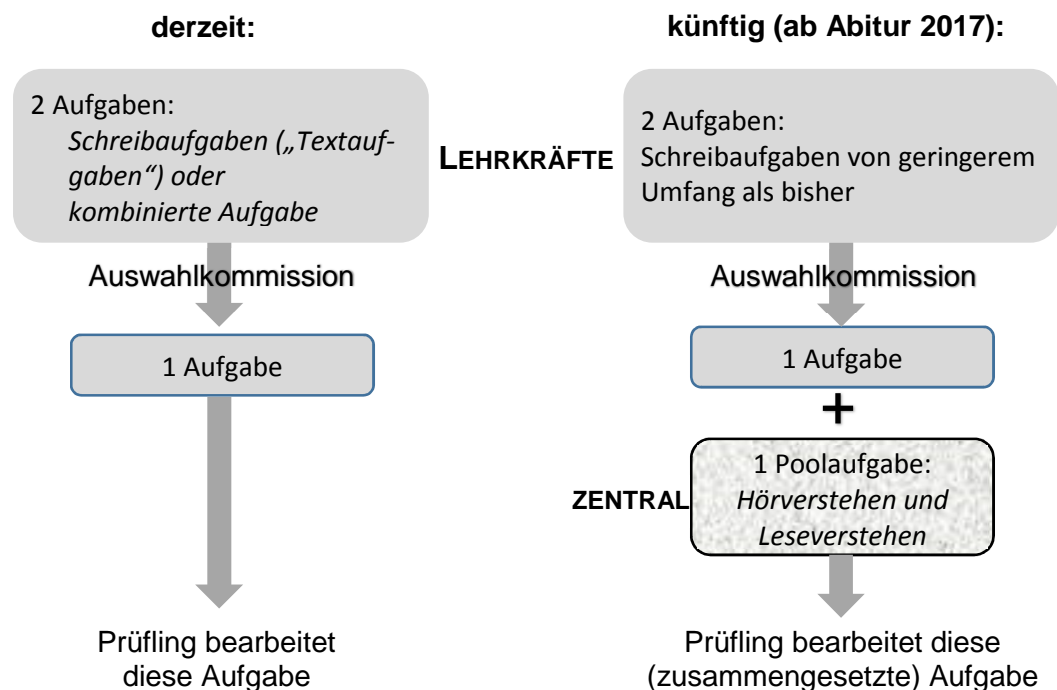 derzeit:
künftig (ab Abitur 2017):
2 Aufgaben:
Schreibaufgaben („Textauf-
gaben“) oder
kombinierte Aufgabe
LEHRKRÄFTE
2 Aufgaben:
Schreibaufgaben von geringerem
Umfang als bisher
Auswahlkommission
Auswahlkommission
1 Aufgabe
1 Aufgabe
+
ZENTRAL
1 Poolaufgabe:
Hörverstehen und
Leseverstehen
Prüfling bearbeitet
diese Aufgabe
Prüfling bearbeitet diese
(zusammengesetzte) Aufgabe